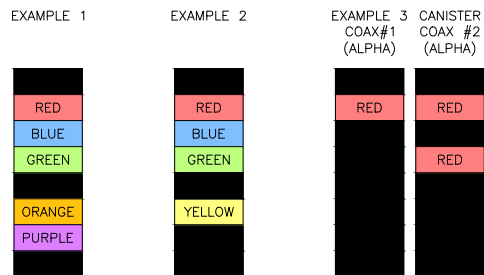 EXAMPLE 1
EXAMPLE 2
EXAMPLE 3 CANISTER
COAX#1 COAX #2
(ALPHA) (ALPHA)
RED RED RED RED
BLUE BLUE
GREEN GREEN RED
ORANGE YELLOW
PURPLE